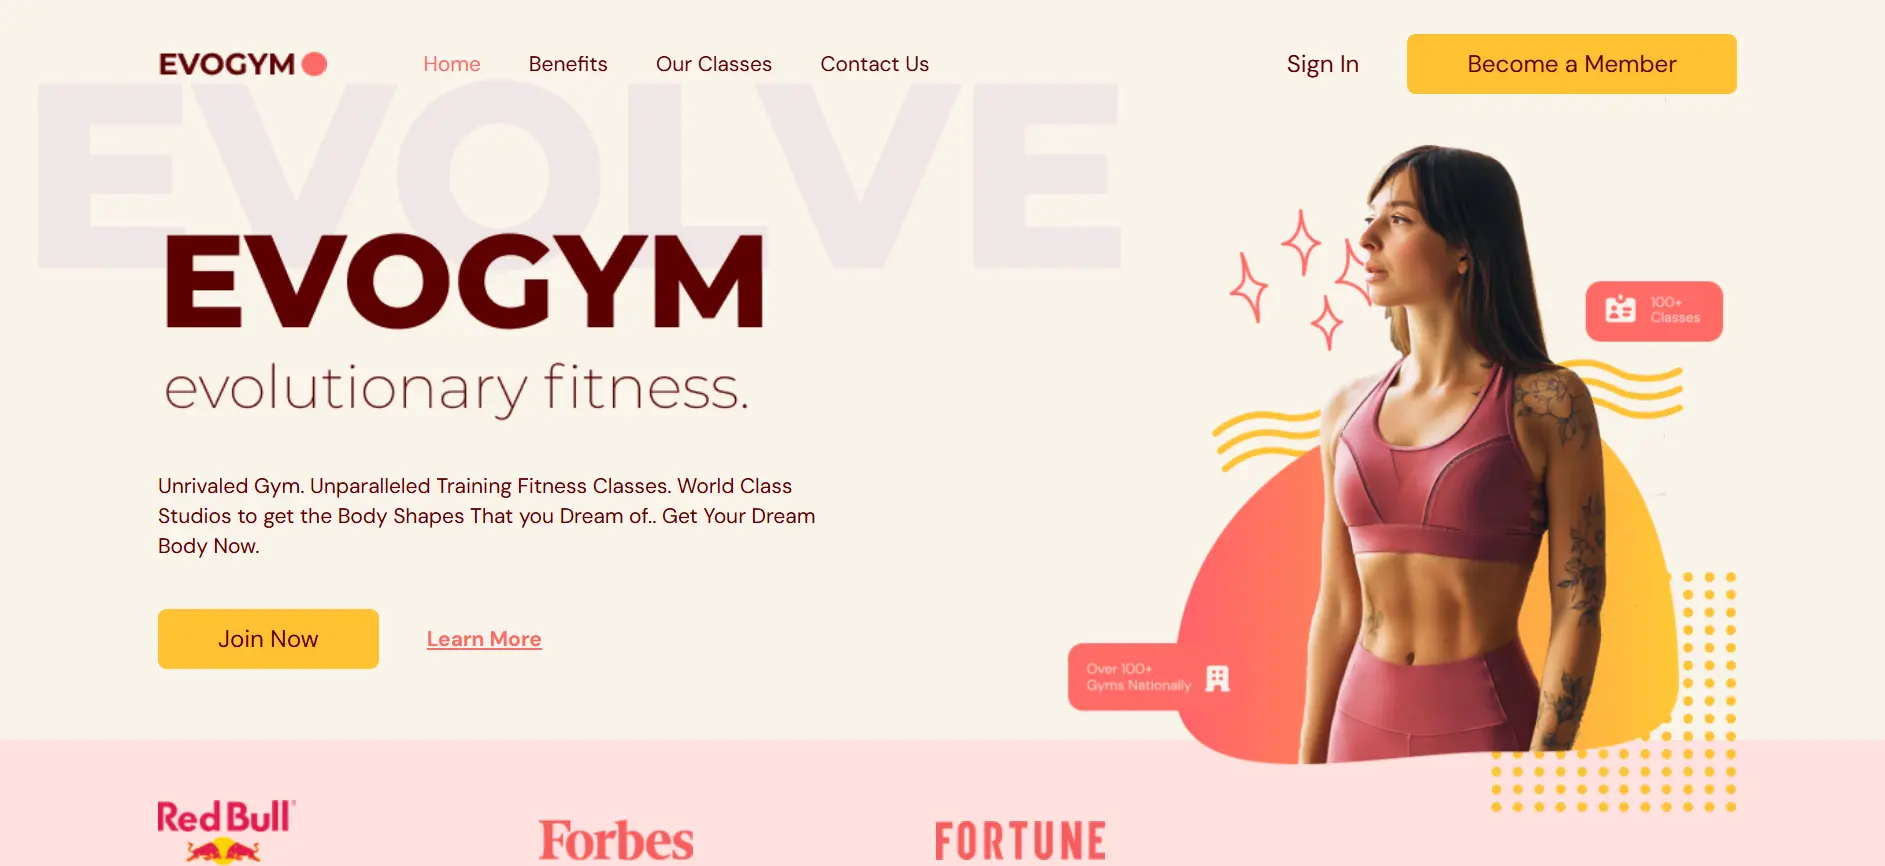 EVOGYM
Home
Benefits
Our Classes
Contact Us
Sign In
Become a Member
EVOLVE
EVOGYM
evolutionary fitness.
Unrivaled Gym. Unparalleled Training Fitness Classes. World Class
Studios to get the Body Shapes That you Dream of.. Get Your Dream
Body Now.
Join Now
Learn More
100+
Classes
Over 100+
Gyms Nationally
Red Bull
Forbes
FORTUNE